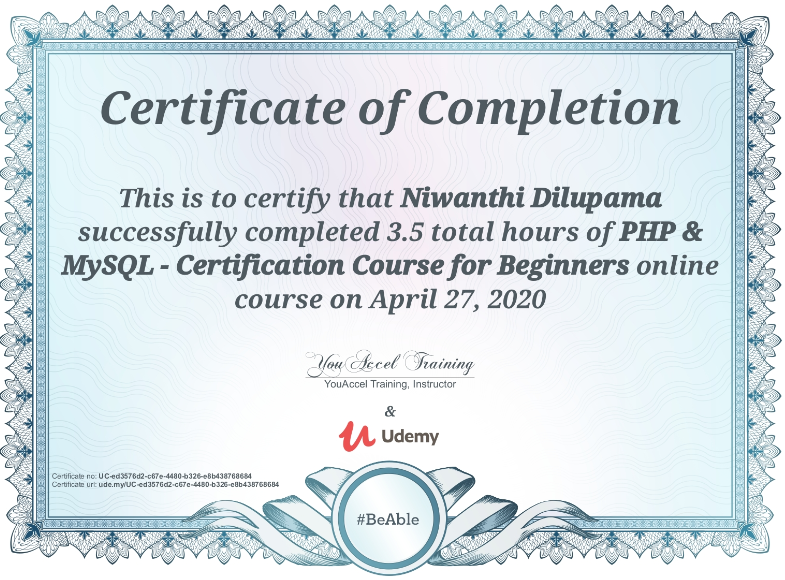 Certificate of Completion
This is to certify that Niwanthi Dilupama
successfully completed 3.5 total hours of PHP &
MySQL - Certification Course for Beginners online
course on April 27, 2020
YouAccel Training
YouAccel Training, Instructor
&
Udemy
Certificate no: UC-ed3576d2-c67e-4480-b326-e8b438768684
Certificate url: ude.my/UC-ed3576d2-c67e-4480-b326-e8b438768684
#BeAble